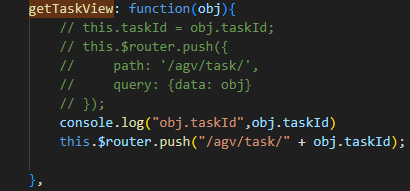 getTaskView: function(obj){
// this.taskId = obj.taskId;
// this.$router.push({
//     path: '/agv/task/',
//     query: {data: obj}
// });
console.log("obj.taskId",obj.taskId)
this.$router.push("/agv/task/" + obj.taskId);
},